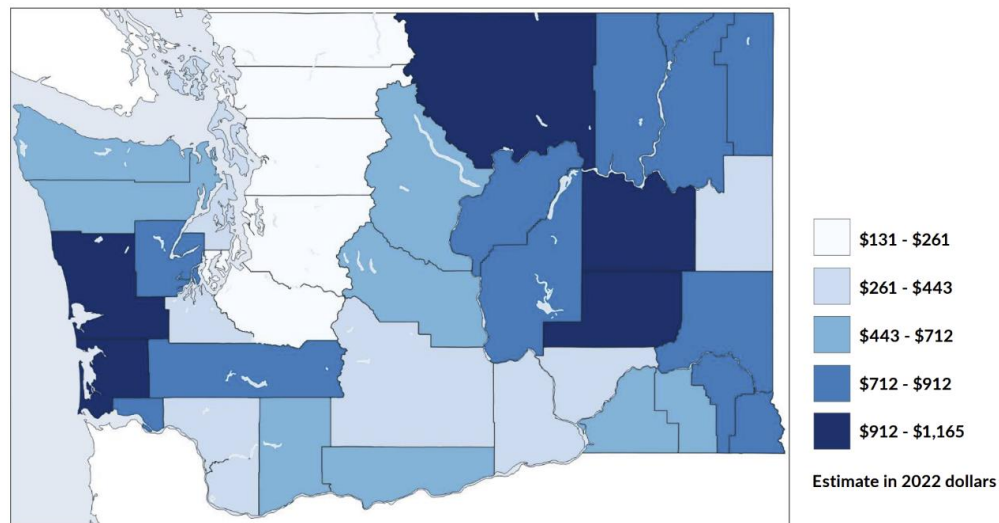 $131 - $261
$261 - $443
$443 - $712
$712 - $912
$912 - $1,165
Estimate in 2022 dollars